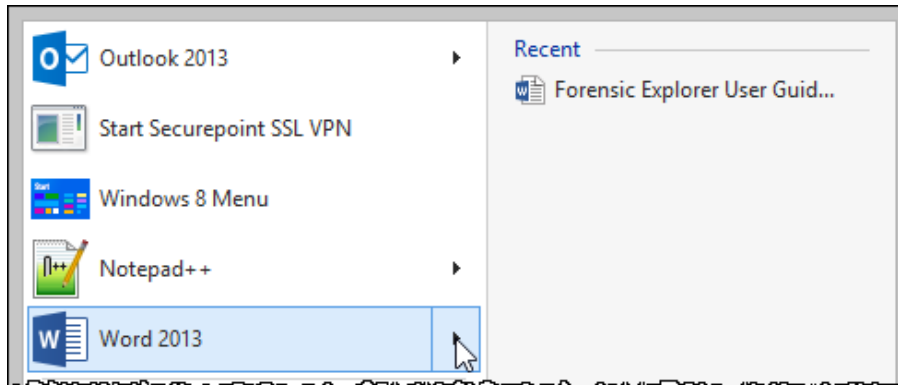 Outlook 2013
Start Securepoint SSL VPN
Windows 8 Menu
Notepad++
Word 2013
Recent
Forensic Explorer User Guid...